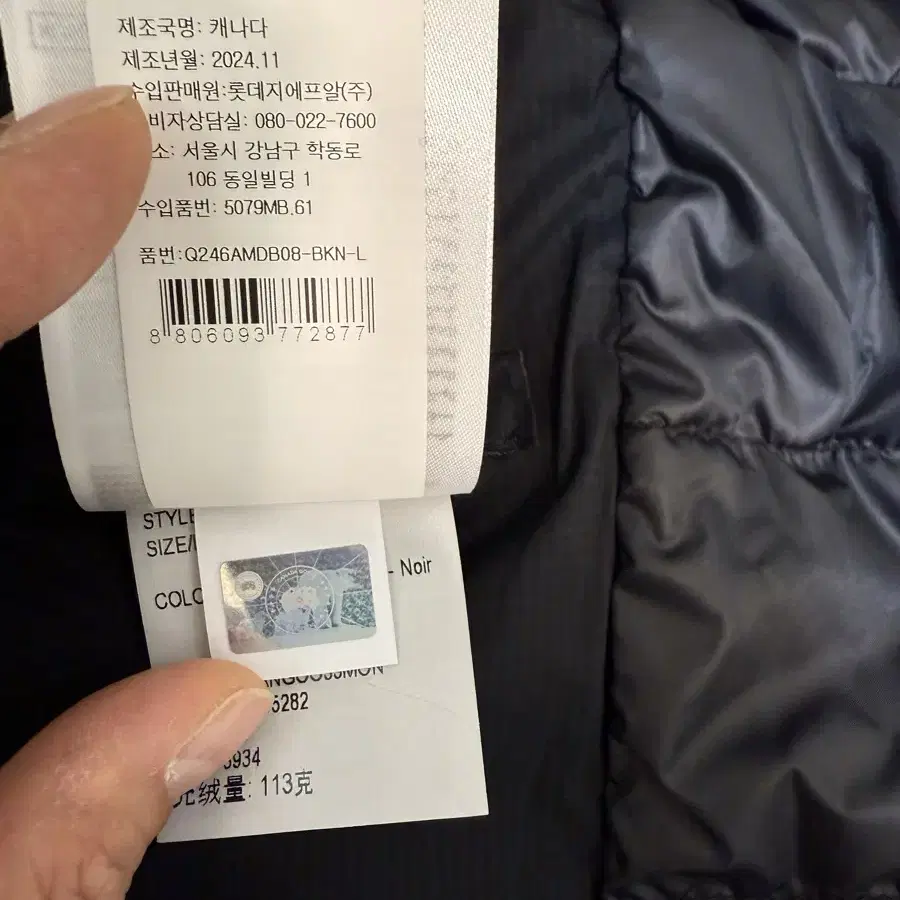 제조국명: 캐나다
제조년월: 2024.11
수입판매원:롯데지에프알(주)
비자상담실: 080-022-7600
소: 서울시 강남구 학동로
106 동일빌딩 1
수입품번: 5079MB.61
품번:Q246AMDB08-BKN-L
8 806093 772877
STYLE
SIZE/
- Noir
COLO
5282
3934
充绒量: 113克